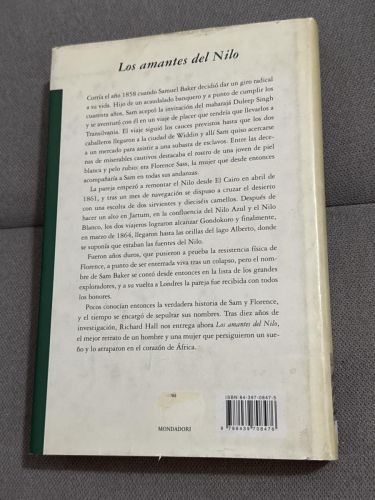 Los amantes del Nilo
Corría el año 1858 cuando Samuel Baker decidió dar un giro radical
a su vida. Hijo de un acaudalado banquero y a punto de cumplir los
cuarenta años, Sam aceptó la invitación del maharajá Duleep Singh
y se aventuró con él en un viaje de placer que tendría que llevarlos a
Transilvania. El viaje siguió los cauces previstos hasta que los dos
caballeros llegaron a la ciudad de Widdin y allí Sam quiso acercarse
a un mercado para asistir a una subasta de esclavos. Entre las dece-
nas de miserables cautivos destacaba el rostro de una joven de piel
blanca y pelo rubio: era Florence Sass, la mujer que desde entonces
acompañaría a Sam en todas sus andanzas.
La pareja empezó a remontar el Nilo desde El Cairo en abril de
1861, y tras un mes de navegación se dispuso a cruzar el desierto
con una escolta de dos sirvientes y dieciséis camellos. Después de
hacer un alto en Jartum, en la confluencia del Nilo Azul y el Nilo
Blanco, los dos viajeros lograron alcanzar Gondokoro y finalmente,
en marzo de 1864, llegaron hasta las orillas del lago Alberto, donde
se suponía que estaban las fuentes del Nilo.
Fueron años duros, que pusieron a prueba la resistencia física de
Florence, a punto de ser enterrada viva tras un colapso, pero el nom-
bre de Sam Baker se coreó desde entonces en la lista de los grandes
exploradores, y a su vuelta a Londres la pareja fue recibida con todos
los honores.
Pocos conocían entonces la verdadera historia de Sam y Florence,
y el tiempo se encargó de sepultar sus nombres. Tras diez años de
investigación, Richard Hall nos entrega ahora Los amantes del Nilo,
el mejor retrato de un hombre y una mujer que persiguieron un sue-
ño y lo atraparon en el corazón de África.
MONDADORI
ISBN 84-397-0847-5
9 788439 708476